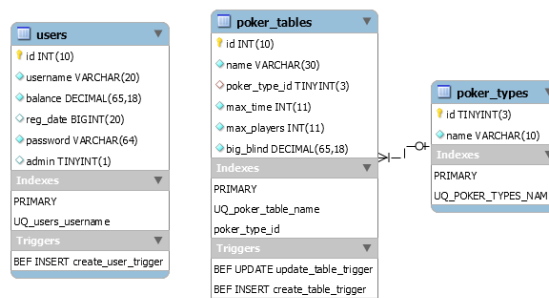 users
id INT(10)
username VARCHAR(20)
balance DECIMAL(65,18)
reg_date BIGINT(20)
password VARCHAR(64)
admin TINYINT(1)
Indexes
PRIMARY
UQ_users_username
Triggers
BEF INSERT create_user_trigger
poker_tables
id INT(10)
name VARCHAR(30)
poker_type_id TINYINT(3)
max_time INT(11)
max_players INT(11)
big_blind DECIMAL(65,18)
Indexes
PRIMARY
UQ_poker_table_name
poker_type_id
Triggers
BEF UPDATE update_table_trigger
BEF INSERT create_table_trigger
poker_types
id TINYINT(3)
name VARCHAR(10)
Indexes
PRIMARY
UQ_POKER_TYPES_NAM